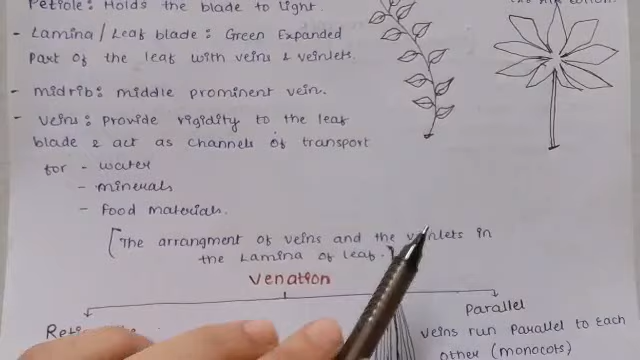 Petiole: Holds the blade to light.
- Lamina / Leaf blade: Green Expanded
part of the leaf with veins & veinlets.
- midrib: middle prominent vein.
- veins: provide rigidity to the leaf
blade & act as channels of transport
for - water
- minerals
- food materials.
[The arrangment of veins and the veinlets in
the Lamina of leaf.]
Venation
Parallel
veins run parallel to each
other (monocots)